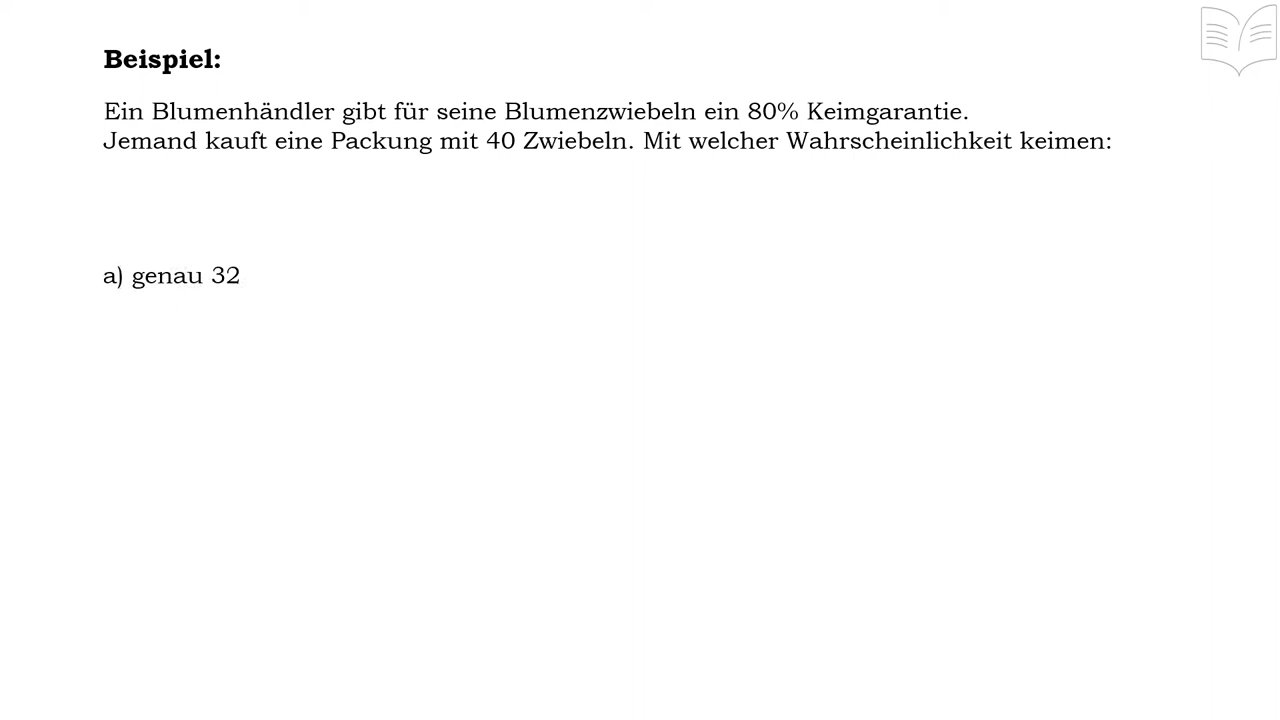 Beispiel:
Ein Blumenhändler gibt für seine Blumenzwiebeln ein 80% Keimgarantie.
Jemand kauft eine Packung mit 40 Zwiebeln. Mit welcher Wahrscheinlichkeit keimen:
a) genau 32